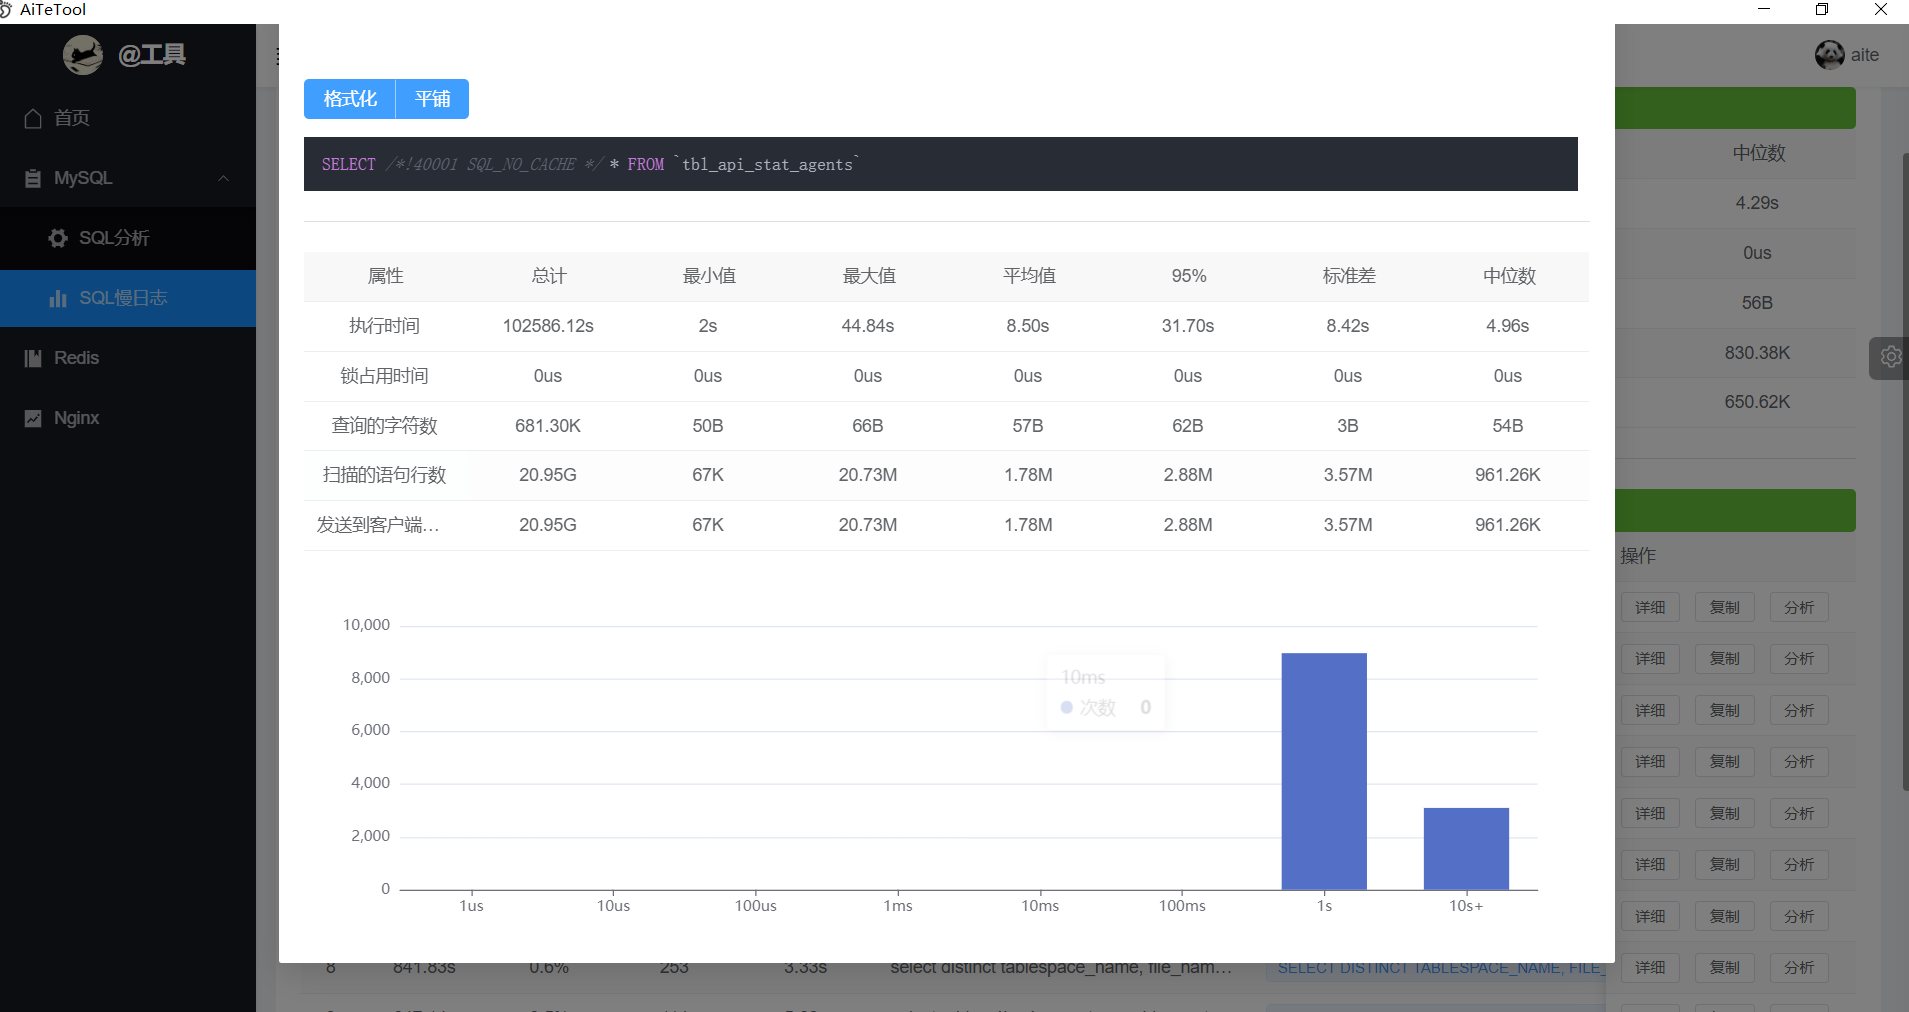 AiTeTool
@工具
aite
首页
MySQL
SQL分析
SQL慢日志
Redis
Nginx
格式化 平铺
SELECT /*!40001 SQL_NO_CACHE */ * FROM `tbl_api_stat_agents`
属性 总计 最小值 最大值 平均值 95% 标准差 中位数
执行时间 102586.12s 2s 44.84s 8.50s 31.70s 8.42s 4.96s
锁占用时间 0us 0us 0us 0us 0us 0us 0us
查询的字符数 681.30K 50B 66B 57B 62B 3B 54B
扫描的语句行数 20.95G 67K 20.73M 1.78M 2.88M 3.57M 961.26K
发送到客户端… 20.95G 67K 20.73M 1.78M 2.88M 3.57M 961.26K
10,000
8,000
6,000
4,000
2,000
0
10ms
次数 0
1us 10us 100us 1ms 10ms 100ms 1s 10s+
中位数
4.29s
0us
56B
830.38K
650.62K
操作
详细 复制 分析
详细 复制 分析
详细 复制 分析
详细 复制 分析
详细 复制 分析
详细 复制 分析
详细 复制 分析
8 841.83s 0.6% 253 3.33s select distinct tablespace_name, file_nam… SELECT DISTINCT TABLESPACE_NAME, FILE_ 详细 复制 分析